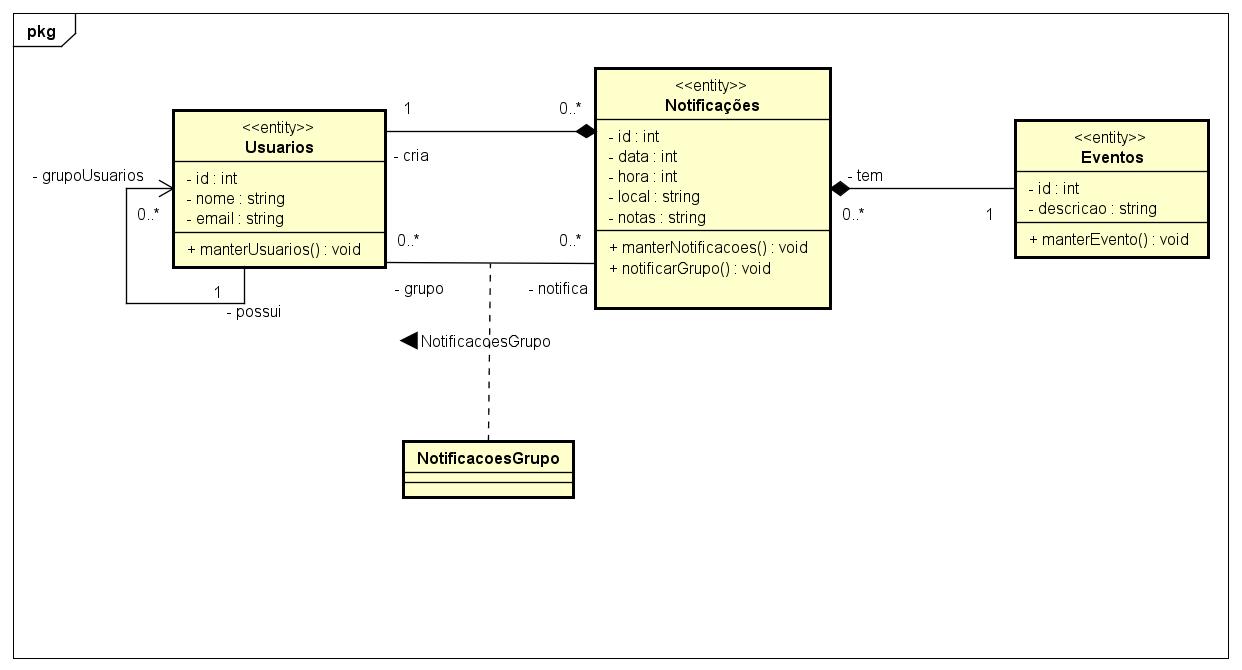 pkg
<<entity>>
Usuarios
- id : int
- nome : string
- email : string
+ manterUsuarios() : void
- grupoUsuarios
0..*
1
- possui
1
- cria
0..*
0..*
- grupo
0..*
- notifica
NotificacoesGrupo
NotificacoesGrupo
<<entity>>
Notificações
- id : int
- data : int
- hora : int
- local : string
- notas : string
+ manterNotificacoes() : void
+ notificarGrupo() : void
- tem
0..*
1
<<entity>>
Eventos
- id : int
- descricao : string
+ manterEvento() : void